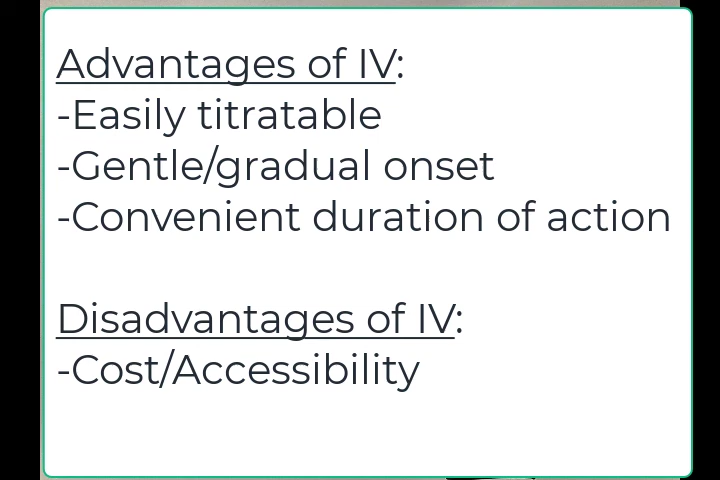 Advantages of IV:
-Easily titratable
-Gentle/gradual onset
-Convenient duration of action
Disadvantages of IV:
-Cost/Accessibility